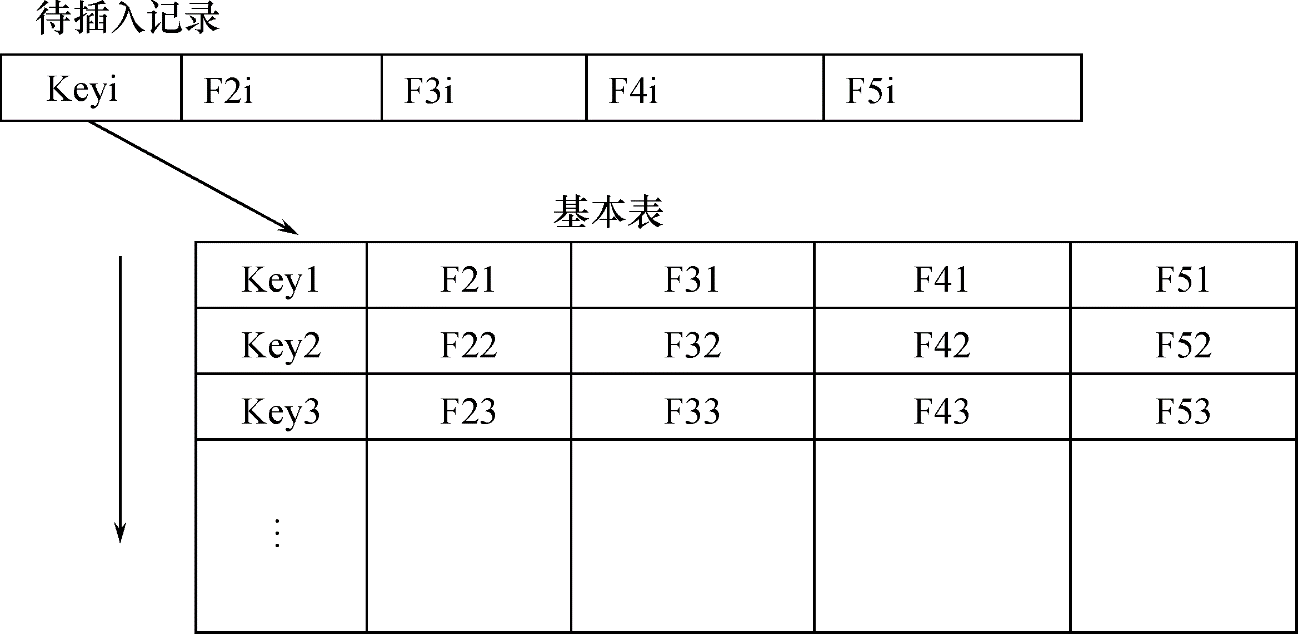 待插入记录
Keyi F2i F3i F4i F5i
基本表
Key1 F21 F31 F41 F51
Key2 F22 F32 F42 F52
Key3 F23 F33 F43 F53
⋮